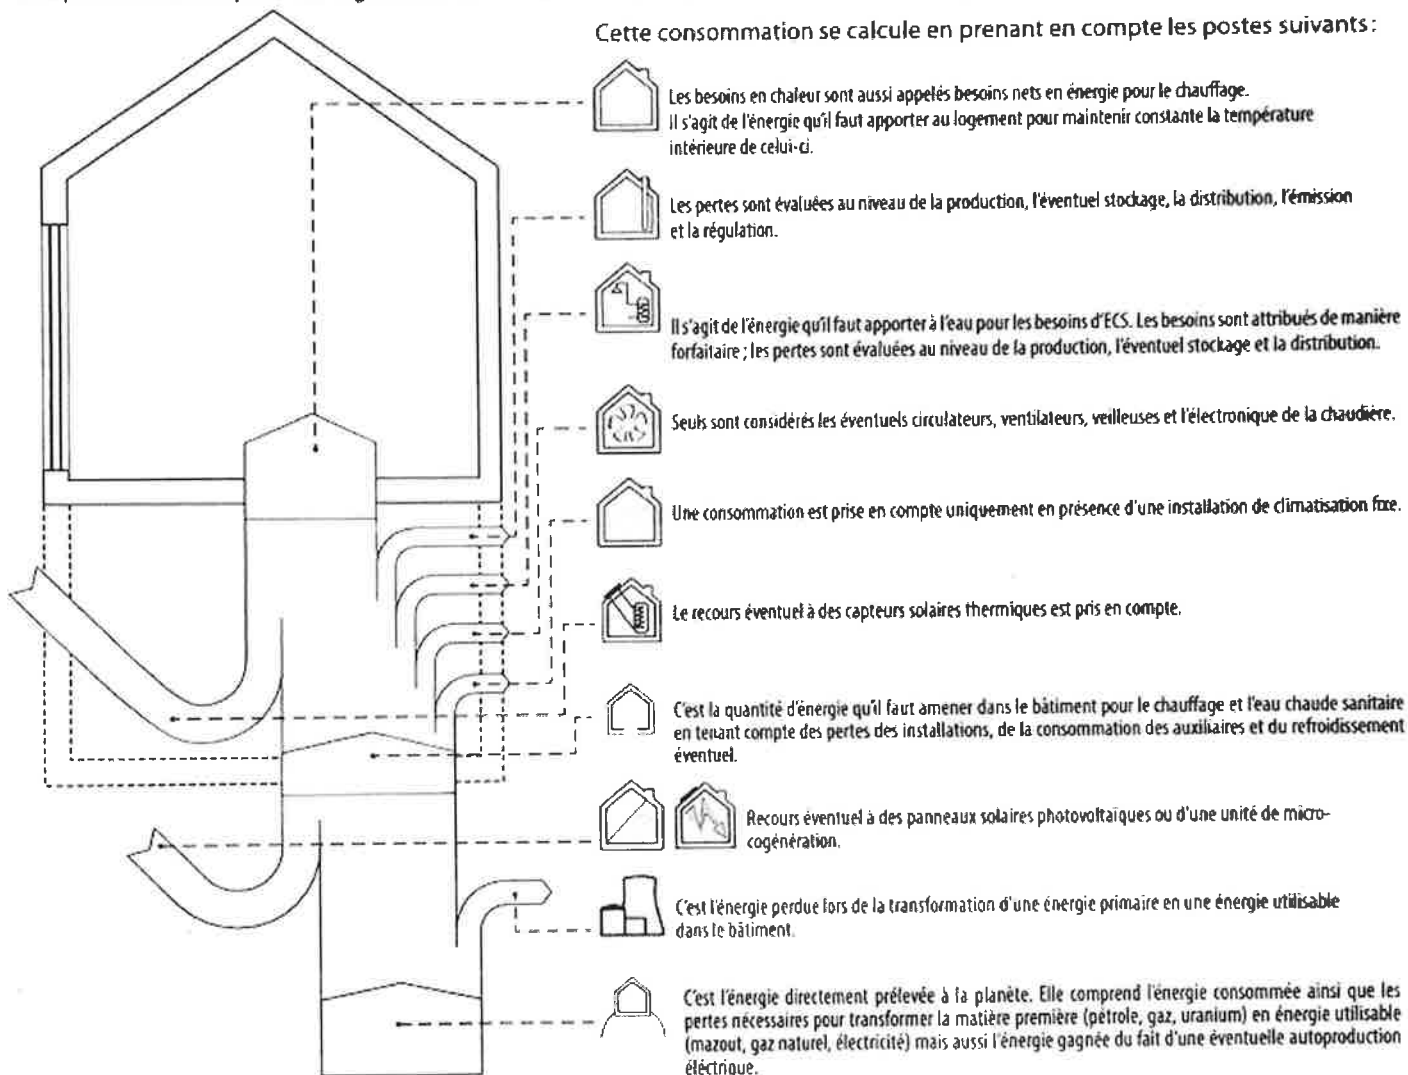 Cette consommation se calcule en prenant en compte les postes suivants :
Les besoins en chaleur sont aussi appelés besoins nets en énergie pour le chauffage.
Il s'agit de l'énergie qu'il faut apporter au logement pour maintenir constante la température
intérieure de celui-ci.
Les pertes sont évaluées au niveau de la production, l'éventuel stockage, la distribution, l'émission
et la régulation.
Il s'agit de l'énergie qu'il faut apporter à l'eau pour les besoins d'ECS. Les besoins sont attribués de manière
forfaitaire ; les pertes sont évaluées au niveau de la production, l'éventuel stockage et la distribution.
Seuls sont considérés les éventuels circulateurs, ventilateurs, veilleuses et l'électronique de la chaudière.
Une consommation est prise en compte uniquement en présence d'une installation de climatisation fixe.
Le recours éventuel à des capteurs solaires thermiques est pris en compte.
C'est la quantité d'énergie qu'il faut amener dans le bâtiment pour le chauffage et l'eau chaude sanitaire
en tenant compte des pertes des installations, de la consommation des auxiliaires et du refroidissement
éventuel.
Recours éventuel à des panneaux solaires photovoltaïques ou d'une unité de micro-
cogénération.
C'est l'énergie perdue lors de la transformation d'une énergie primaire en une énergie utilisable
dans le bâtiment.
C'est l'énergie directement prélevée à la planète. Elle comprend l'énergie consommée ainsi que les
pertes nécessaires pour transformer la matière première (pétrole, gaz, uranium) en énergie utilisable
(mazout, gaz naturel, électricité) mais aussi l'énergie gagnée du fait d'une éventuelle autoproduction
éléctrique.